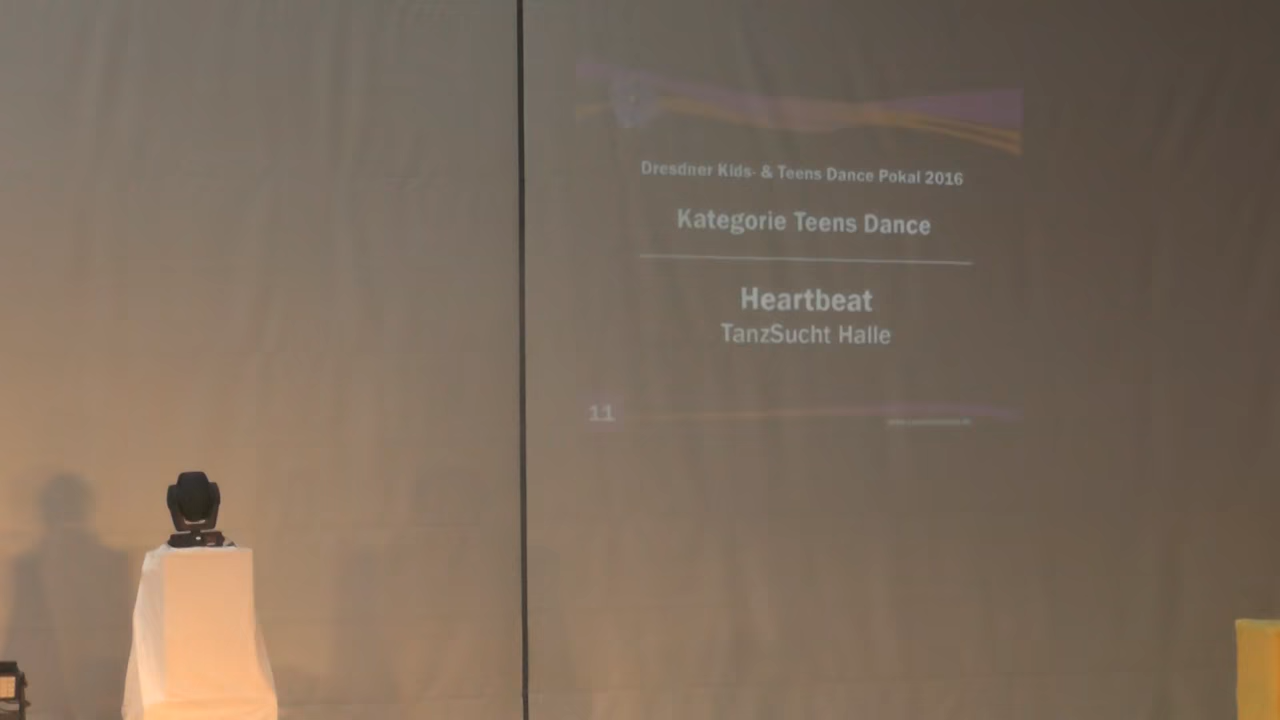 Dresdner Kids- & Teens Dance Pokal 2016
Kategorie Teens Dance
Heartbeat
TanzSucht Halle
11